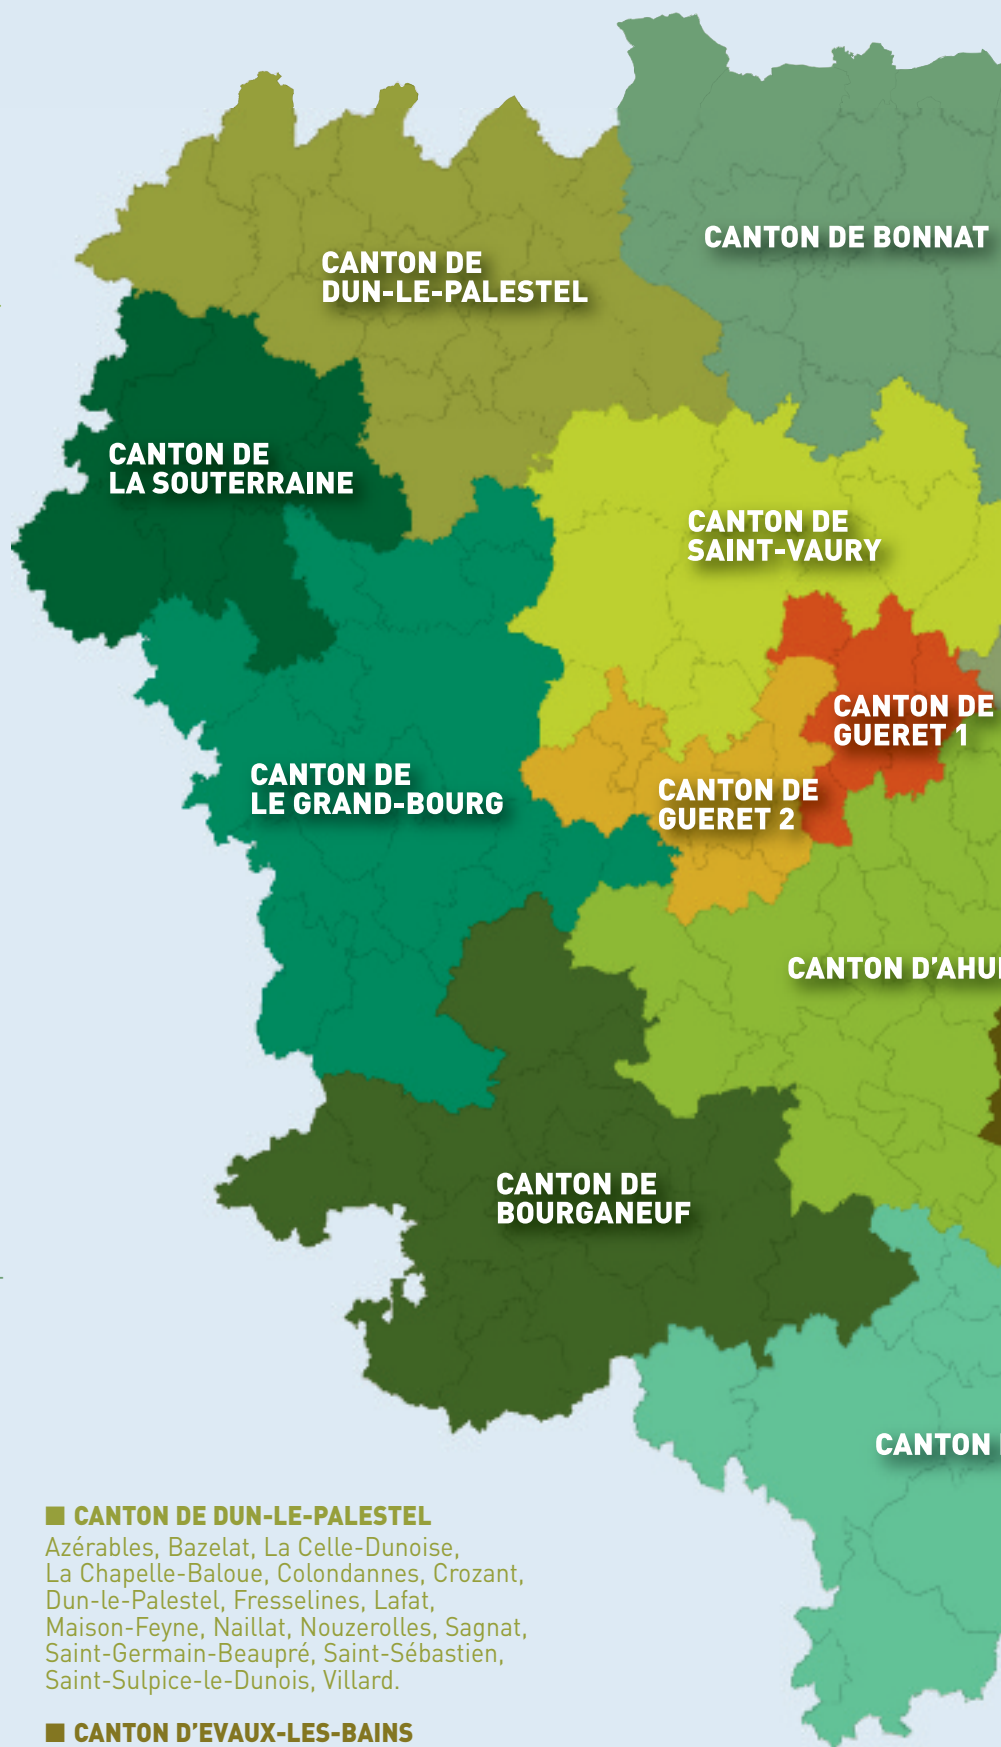 CANTON DE BONNAT
CANTON DE
DUN-LE-PALESTEL
CANTON DE
LA SOUTERRAINE
CANTON DE
SAINT-VAURY
CANTON DE
GUERET 1
CANTON DE
LE GRAND-BOURG
CANTON DE
GUERET 2
CANTON D'AHU
CANTON DE
BOURGANEUF
CANTON
■ CANTON DE DUN-LE-PALESTEL
Azérables, Bazelat, La Celle-Dunoise,
La Chapelle-Baloue, Colondannes, Crozant,
Dun-le-Palestel, Fresselines, Lafat,
Maison-Feyne, Naillat, Nouzerolles, Sagnat,
Saint-Germain-Beaupré, Saint-Sébastien,
Saint-Sulpice-le-Dunois, Villard.
■ CANTON D'EVAUX-LES-BAINS